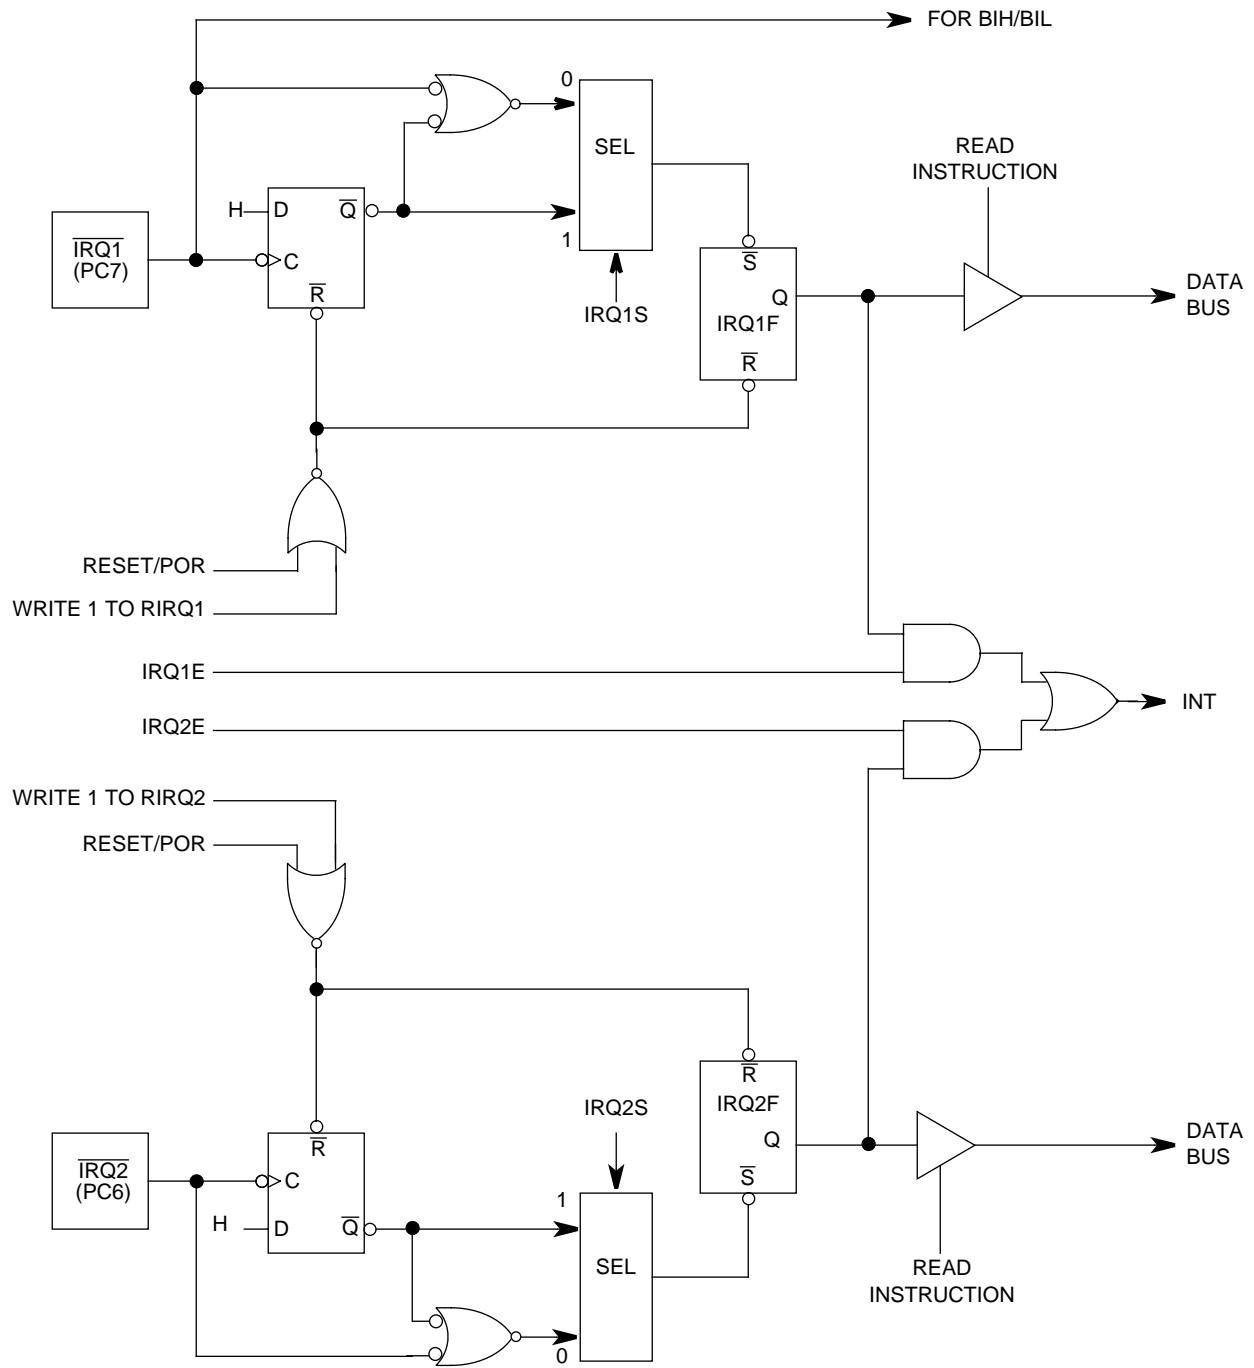 FOR BIH/BIL
0
SEL
READ
INSTRUCTION
H
D
Q̅
I̅R̅Q̅1̅
(PC7)
C
R̅
1
IRQ1S
S̅
Q
IRQ1F
R̅
DATA
BUS
RESET/POR
WRITE 1 TO RIRQ1
IRQ1E
INT
IRQ2E
WRITE 1 TO RIRQ2
RESET/POR
R̅
IRQ2F
Q
S̅
IRQ2S
DATA
BUS
I̅R̅Q̅2̅
(PC6)
R̅
C
H
D
Q̅
1
SEL
0
READ
INSTRUCTION